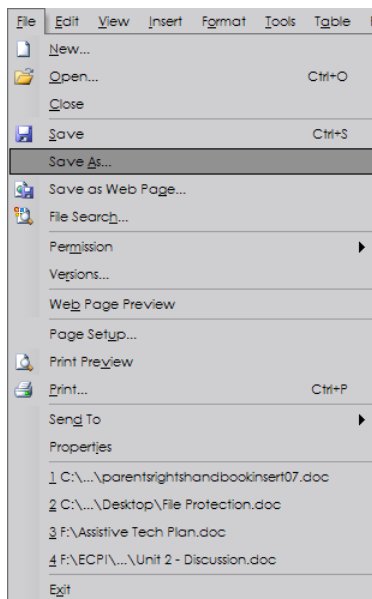 File Edit View Insert Format Tools Table
New...
Open... Ctrl+O
Close
Save Ctrl+S
Save As...
Save as Web Page...
File Search...
Permission
Versions...
Web Page Preview
Page Setup...
Print Preview
Print... Ctrl+P
Send To
Properties
1 C:\...\parentsrightshandbookinsert07.doc
2 C:\...\Desktop\File Protection.doc
3 F:\Assistive Tech Plan.doc
4 F:\ECPI\...\Unit 2 - Discussion.doc
Exit